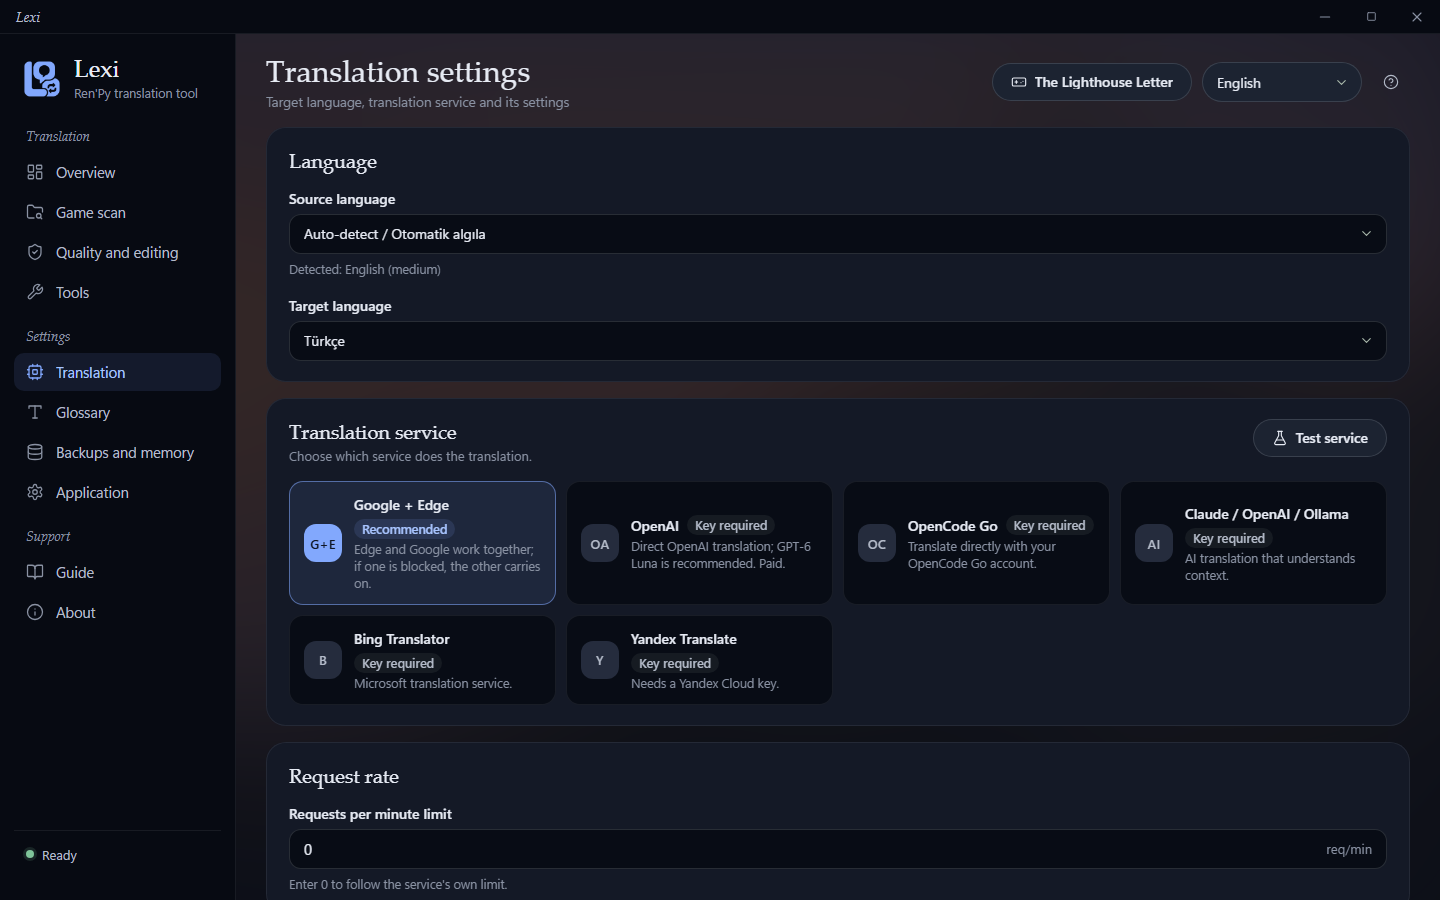 Lexi
Lexi
Ren'Py translation tool
Translation
Overview
Game scan
Quality and editing
Tools
Settings
Translation
Glossary
Backups and memory
Application
Support
Guide
About
Ready
Translation settings
Target language, translation service and its settings
The Lighthouse Letter
English
Language
Source language
Auto-detect / Otomatik algıla
Detected: English (medium)
Target language
Türkçe
Translation service
Choose which service does the translation.
Test service
G+E
Google + Edge
Recommended
Edge and Google work together;
if one is blocked, the other carries
on.
OA
OpenAI Key required
Direct OpenAI translation; GPT-6
Luna is recommended. Paid.
OC
OpenCode Go Key required
Translate directly with your
OpenCode Go account.
AI
Claude / OpenAI / Ollama
Key required
AI translation that understands
context.
B
Bing Translator
Key required
Microsoft translation service.
Y
Yandex Translate
Key required
Needs a Yandex Cloud key.
Request rate
Requests per minute limit
0 req/min
Enter 0 to follow the service's own limit.